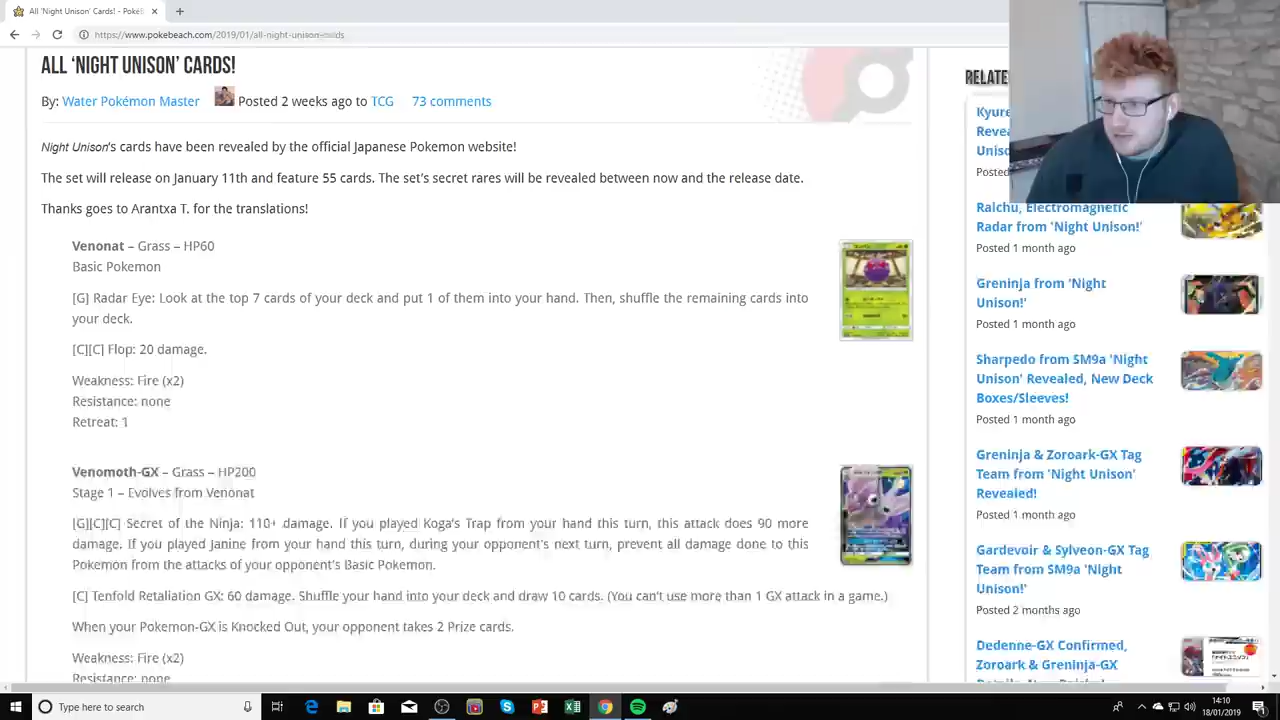 All 'Night Unison' Cards! - Poké
https://www.pokebeach.com/2019/01/all-night-unison-cards
ALL 'NIGHT UNISON' CARDS!
By: Water Pokémon Master Posted 2 weeks ago to TCG 73 comments
Night Unison's cards have been revealed by the official Japanese Pokemon website!
The set will release on January 11th and feature 55 cards. The set's secret rares will be revealed between now and the release date.
Thanks goes to Arantxa T. for the translations!
Venonat – Grass – HP60
Basic Pokemon
[G] Radar Eye: Look at the top 7 cards of your deck and put 1 of them into your hand. Then, shuffle the remaining cards into
your deck.
[C][C] Flop: 20 damage.
Weakness: Fire (x2)
Resistance: none
Retreat: 1
Venomoth-GX – Grass – HP200
Stage 1 – Evolves from Venonat
[G][C][C] Secret of the Ninja: 110+ damage. If you played Koga's Trap from your hand this turn, this attack does 90 more
damage. If you played Janine from your hand this turn, during your opponent's next turn prevent all damage done to this
Pokemon from the attacks of your opponent's Basic Pokemon.
[C] Tenfold Retaliation GX: 60 damage. Shuffle your hand into your deck and draw 10 cards. (You can't use more than 1 GX attack in a game.)
When your Pokemon-GX is Knocked Out, your opponent takes 2 Prize cards.
Weakness: Fire (x2)
Resistance: none
RELATE
Kyure
Revea
Uniso
Poste
Raichu, Electromagnetic
Radar from 'Night Unison!'
Posted 1 month ago
Greninja from 'Night
Unison!'
Posted 1 month ago
Sharpedo from SM9a 'Night
Unison' Revealed, New Deck
Boxes/Sleeves!
Posted 1 month ago
Greninja & Zoroark-GX Tag
Team from 'Night Unison'
Revealed!
Posted 1 month ago
Gardevoir & Sylveon-GX Tag
Team from SM9a 'Night
Unison!'
Posted 2 months ago
Dedenne-GX Confirmed,
Zoroark & Greninja-GX
Type here to search
14:10
18/01/2019